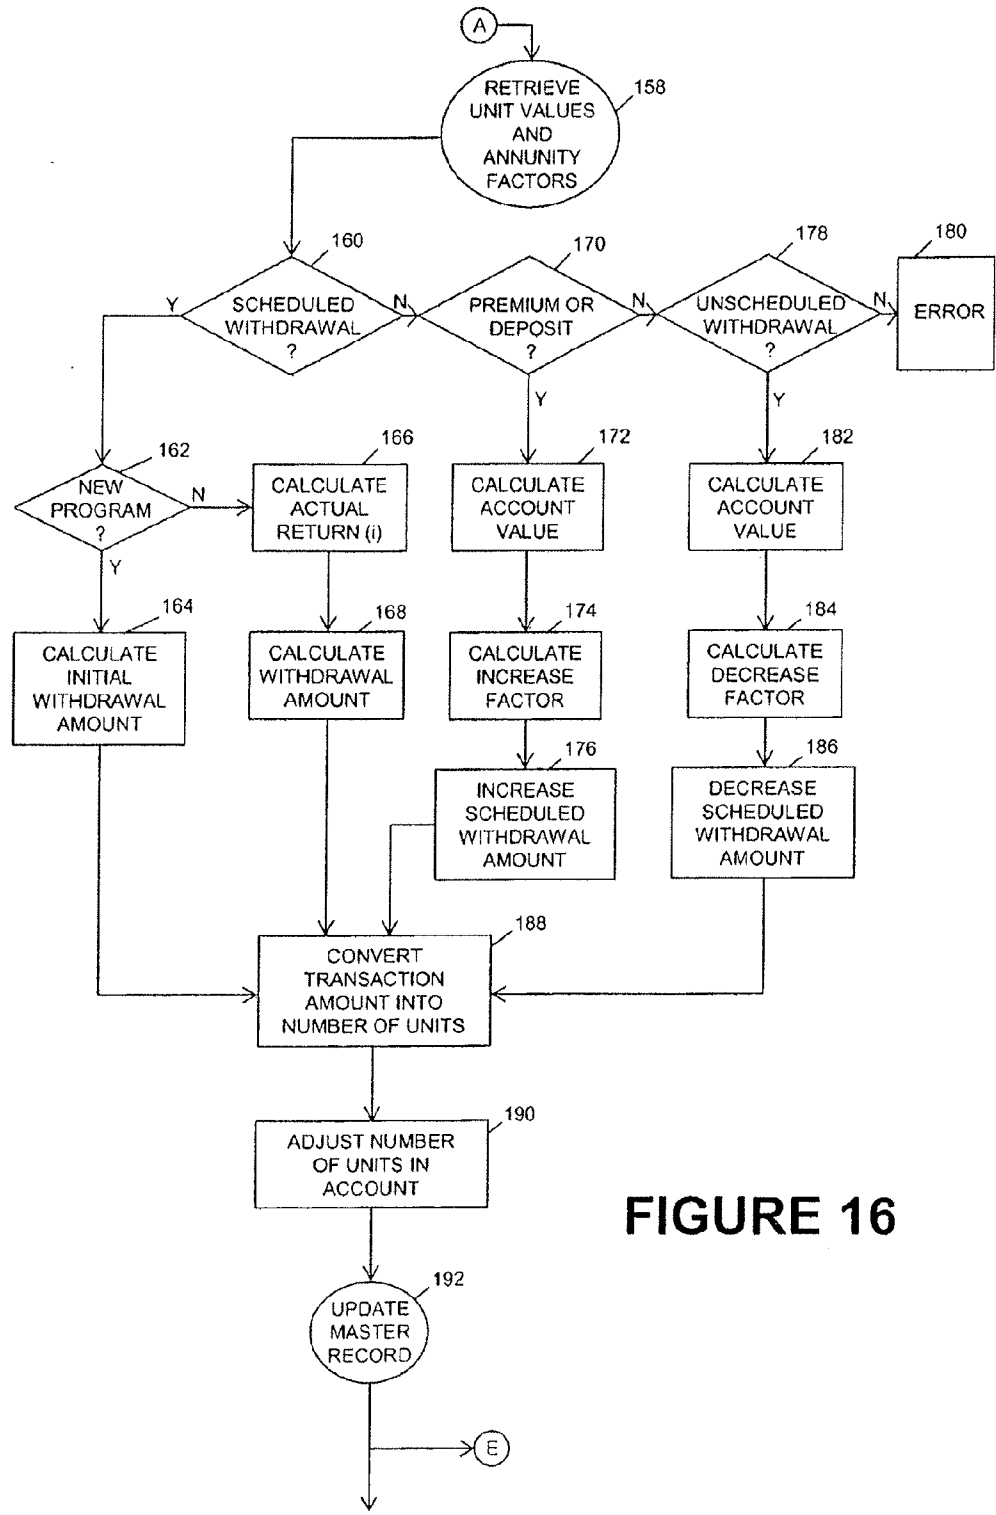 A
158
RETRIEVE
UNIT VALUES
AND
ANNUNITY
FACTORS
160
SCHEDULED
WITHDRAWAL
?
Y
N
170
PREMIUM OR
DEPOSIT
?
N
Y
178
UNSCHEDULED
WITHDRAWAL
?
N
Y
180
ERROR
162
NEW
PROGRAM
?
N
Y
166
CALCULATE
ACTUAL
RETURN (i)
172
CALCULATE
ACCOUNT
VALUE
182
CALCULATE
ACCOUNT
VALUE
164
CALCULATE
INITIAL
WITHDRAWAL
AMOUNT
168
CALCULATE
WITHDRAWAL
AMOUNT
174
CALCULATE
INCREASE
FACTOR
184
CALCULATE
DECREASE
FACTOR
176
INCREASE
SCHEDULED
WITHDRAWAL
AMOUNT
186
DECREASE
SCHEDULED
WITHDRAWAL
AMOUNT
188
CONVERT
TRANSACTION
AMOUNT INTO
NUMBER OF UNITS
190
ADJUST NUMBER
OF UNITS IN
ACCOUNT
FIGURE 16
192
UPDATE
MASTER
RECORD
E